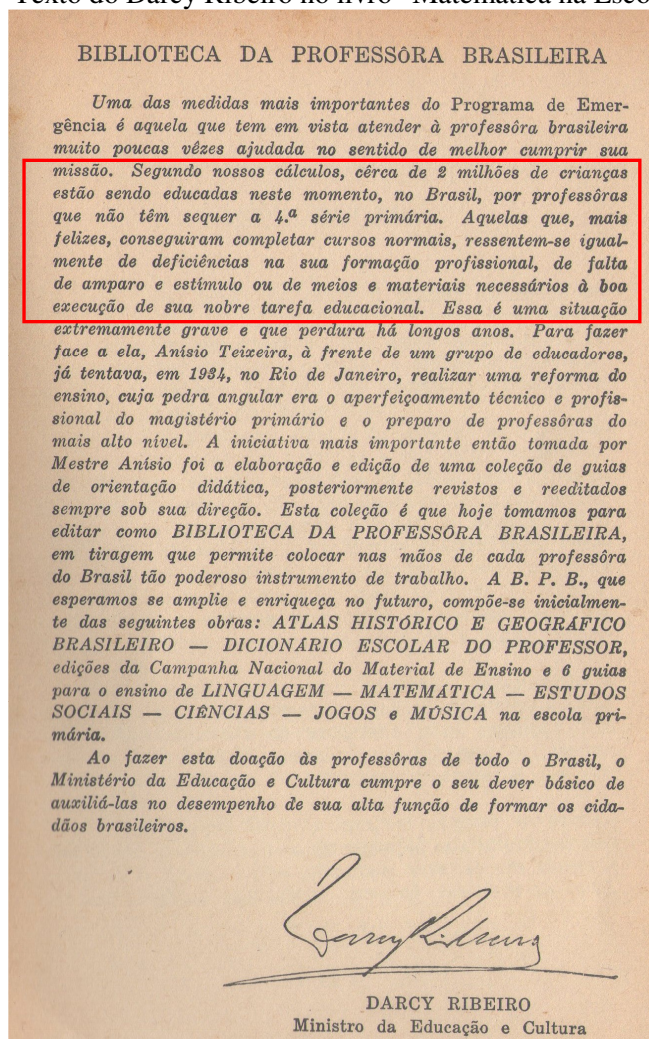 Texto do Darcy Ribeiro no livro "Matemática na Esco
BIBLIOTECA DA PROFESSÔRA BRASILEIRA
Uma das medidas mais importantes do Programa de Emer-
gência é aquela que tem em vista atender à professôra brasileira
muito poucas vêzes ajudada no sentido de melhor cumprir sua
missão. Segundo nossos cálculos, cêrca de 2 milhões de crianças
estão sendo educadas neste momento, no Brasil, por professôras
que não têm sequer a 4.ª série primária. Aquelas que, mais
felizes, conseguiram completar cursos normais, ressentem-se igual-
mente de deficiências na sua formação profissional, de falta
de amparo e estímulo ou de meios e materiais necessários à boa
execução de sua nobre tarefa educacional. Essa é uma situação
extremamente grave e que perdura há longos anos. Para fazer
face a ela, Anísio Teixeira, à frente de um grupo de educadores,
já tentava, em 1934, no Rio de Janeiro, realizar uma reforma do
ensino, cuja pedra angular era o aperfeiçoamento técnico e profis-
sional do magistério primário e o preparo de professôras do
mais alto nível. A iniciativa mais importante então tomada por
Mestre Anísio foi a elaboração e edição de uma coleção de guias
de orientação didática, posteriormente revistos e reeditados
sempre sob sua direção. Esta coleção é que hoje tomamos para
editar como BIBLIOTECA DA PROFESSÔRA BRASILEIRA,
em tiragem que permite colocar nas mãos de cada professôra
do Brasil tão poderoso instrumento de trabalho. A B. P. B., que
esperamos se amplie e enriqueça no futuro, compõe-se inicialmen-
te das seguintes obras: ATLAS HISTÓRICO E GEOGRÁFICO
BRASILEIRO — DICIONÁRIO ESCOLAR DO PROFESSOR,
edições da Campanha Nacional do Material de Ensino e 6 guias
para o ensino de LINGUAGEM — MATEMÁTICA — ESTUDOS
SOCIAIS — CIÊNCIAS — JOGOS e MÚSICA na escola pri-
mária.
Ao fazer esta doação às professôras de todo o Brasil, o
Ministério da Educação e Cultura cumpre o seu dever básico de
auxiliá-las no desempenho de sua alta função de formar os cida-
dãos brasileiros.
Darcy Ribeiro
DARCY RIBEIRO
Ministro da Educação e Cultura